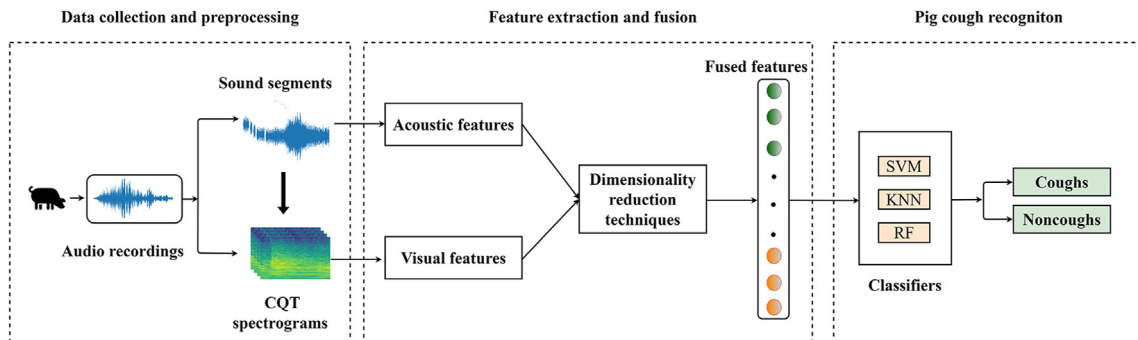 Data collection and preprocessing
Feature extraction and fusion
Pig cough recogniton
Sound segments
Audio recordings
CQT
spectrograms
Acoustic features
Visual features
Dimensionality
reduction
techniques
Fused features
SVM
KNN
RF
Classifiers
Coughs
Noncoughs